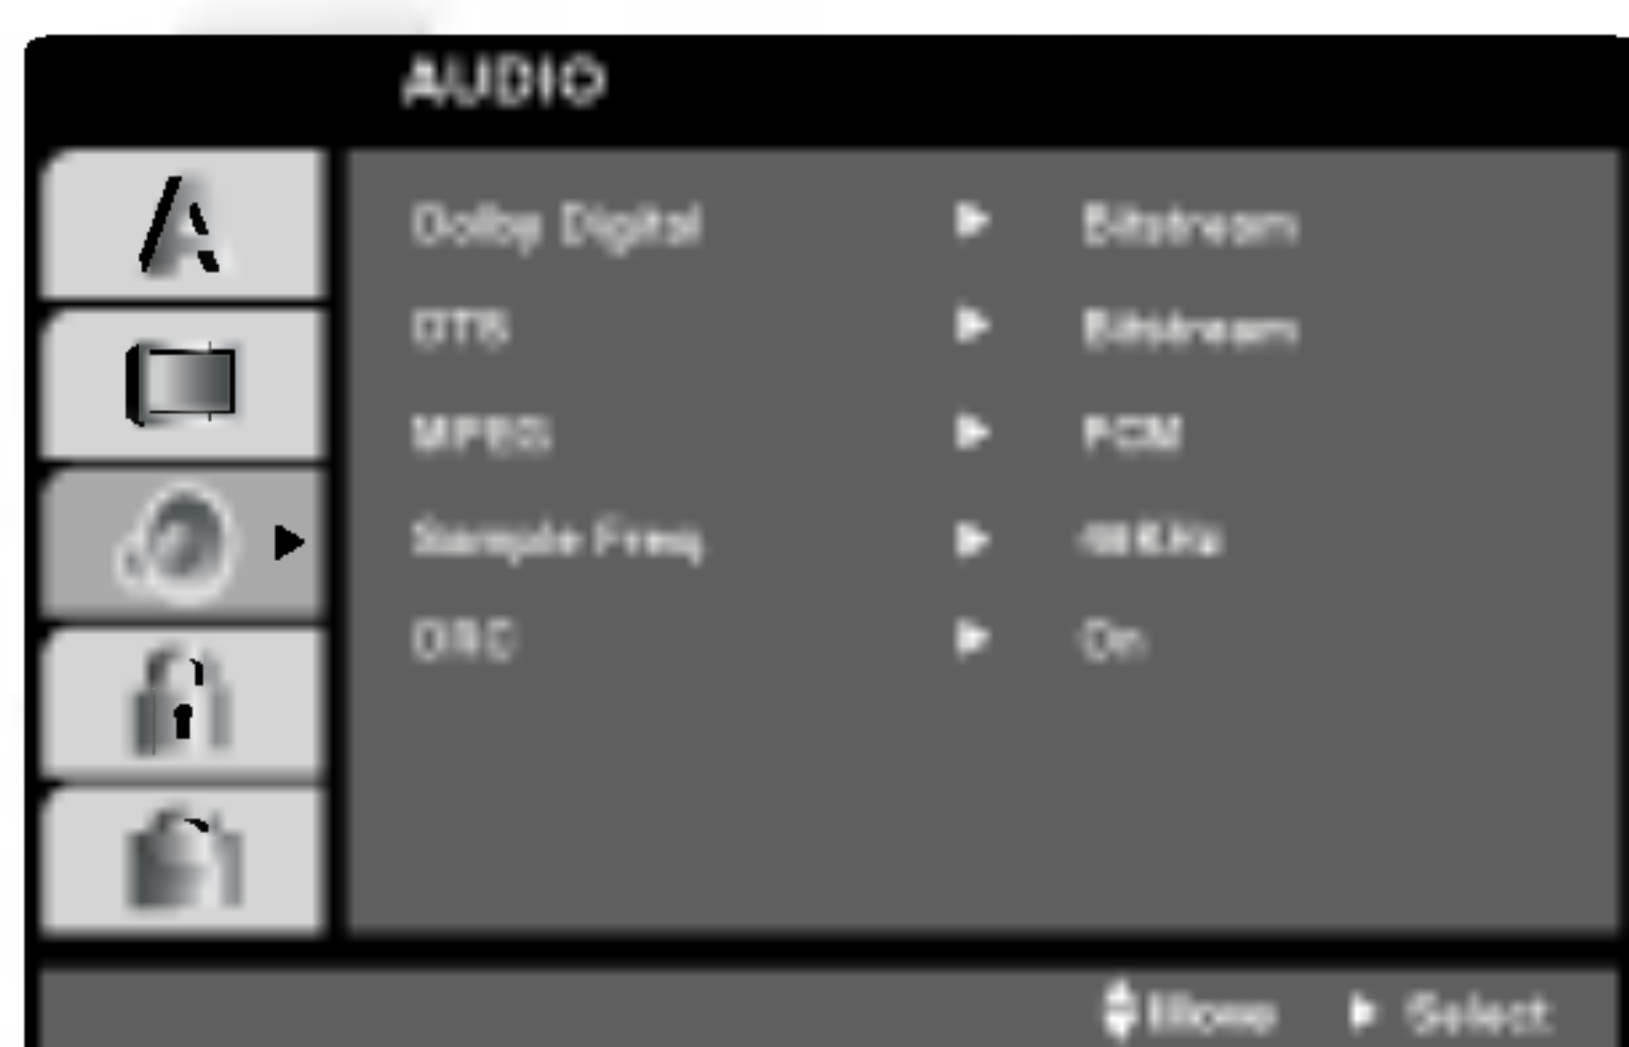 AUDIO
Dolby Digital Bitstream
DTS Bitstream
MPEG PCM
Sample Freq. 48 KHz
DRC On
Move Select